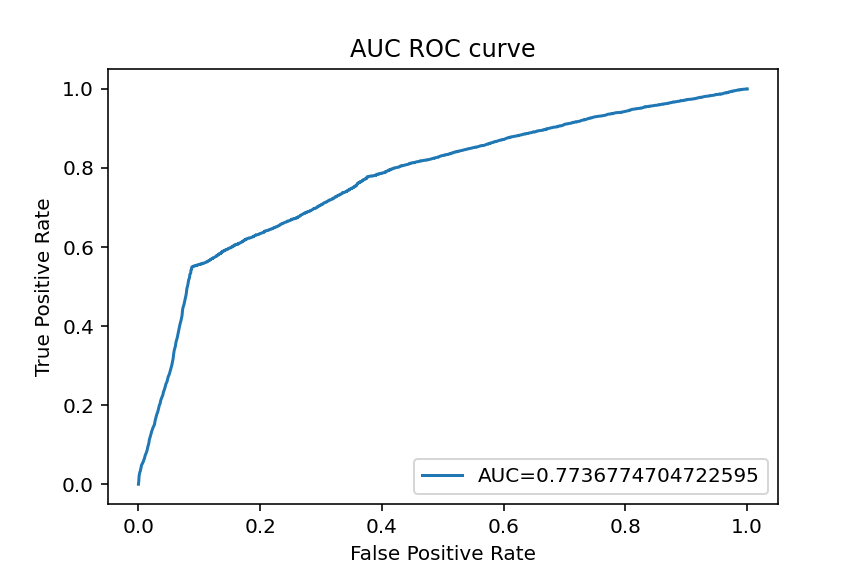 AUC ROC curve
True Positive Rate
1.0
0.8
0.6
0.4
0.2
0.0
AUC=0.7736774704722595
0.0 0.2 0.4 0.6 0.8 1.0
False Positive Rate